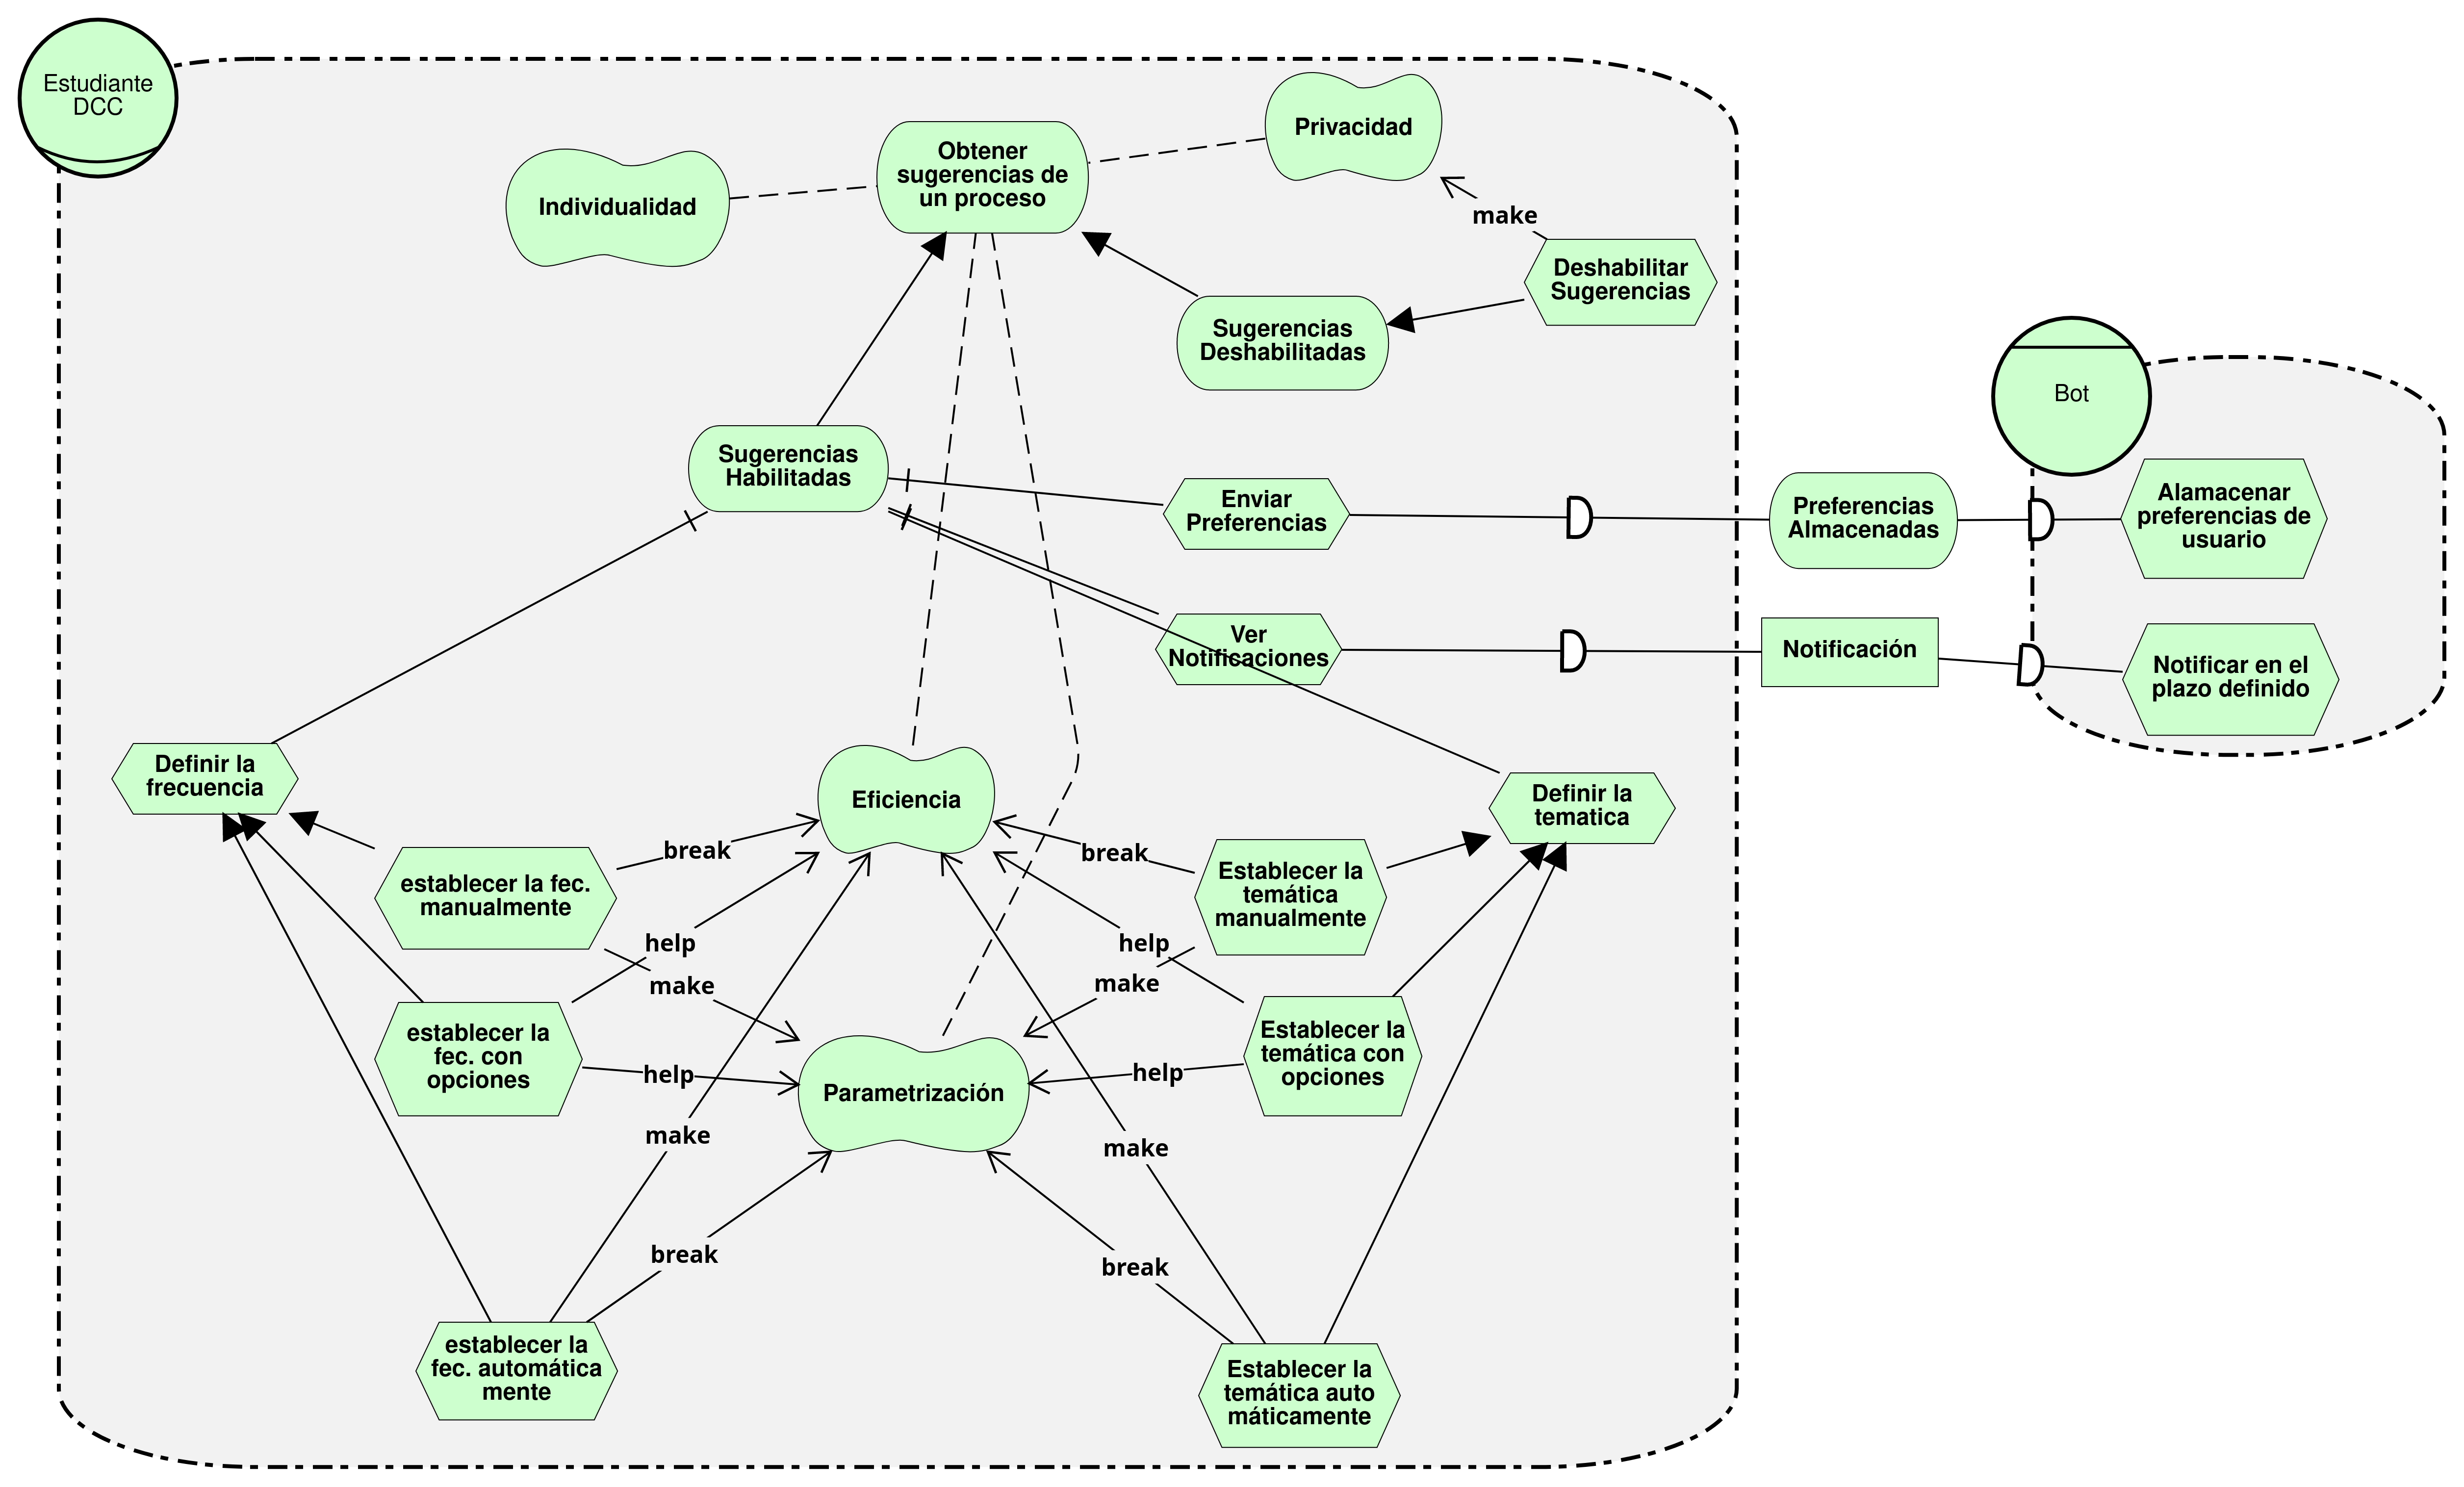 Estudiante
DCC
Privacidad
Obtener
sugerencias de
un proceso
Individualidad
make
Deshabilitar
Sugerencias
Sugerencias
Deshabilitadas
Bot
Sugerencias
Habilitadas
Enviar
Preferencias
Preferencias
Almacenadas
Alamacenar
preferencias de
usuario
Ver
Notificaciones
Notificación
Notificar en el
plazo definido
Definir la
frecuencia
Eficiencia
Definir la
tematica
break
break
establecer la fec.
manualmente
Establecer la
temática
manualmente
help
help
make
make
establecer la
fec. con
opciones
Establecer la
temática con
opciones
help
help
Parametrización
make
make
break
break
establecer la
fec. automática
mente
Establecer la
temática auto
máticamente